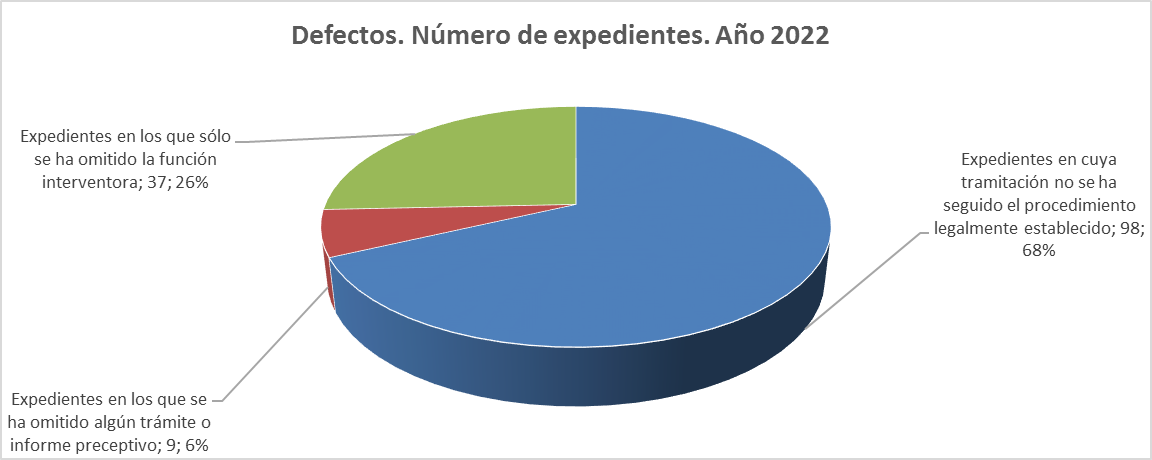 Defectos. Número de expedientes. Año 2022
Expedientes en los que sólo
se ha omitido la función
interventora; 37; 26%
Expedientes en cuya
tramitación no se ha
seguido el procedimiento
legalmente establecido; 98;
68%
Expedientes en los que se
ha omitido algún trámite o
informe preceptivo; 9; 6%